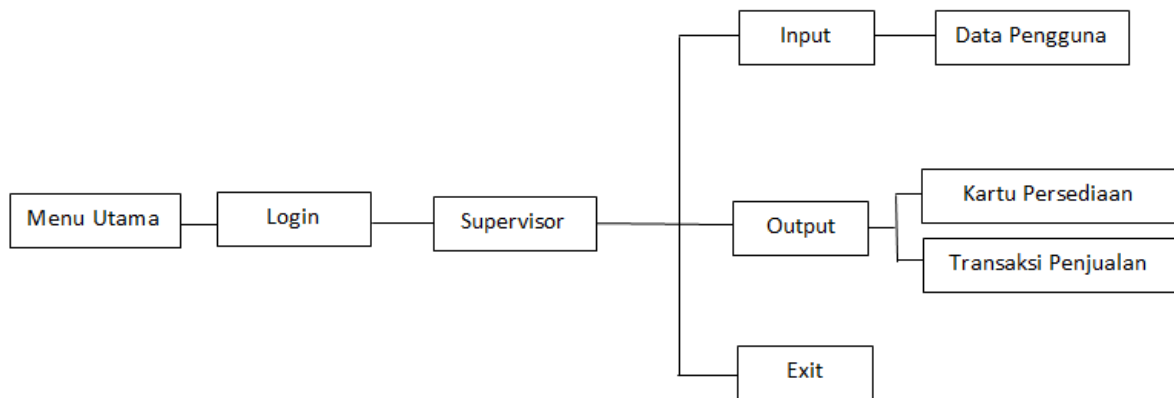 Menu Utama
Login
Supervisor
Input
Data Pengguna
Output
Kartu Persediaan
Transaksi Penjualan
Exit